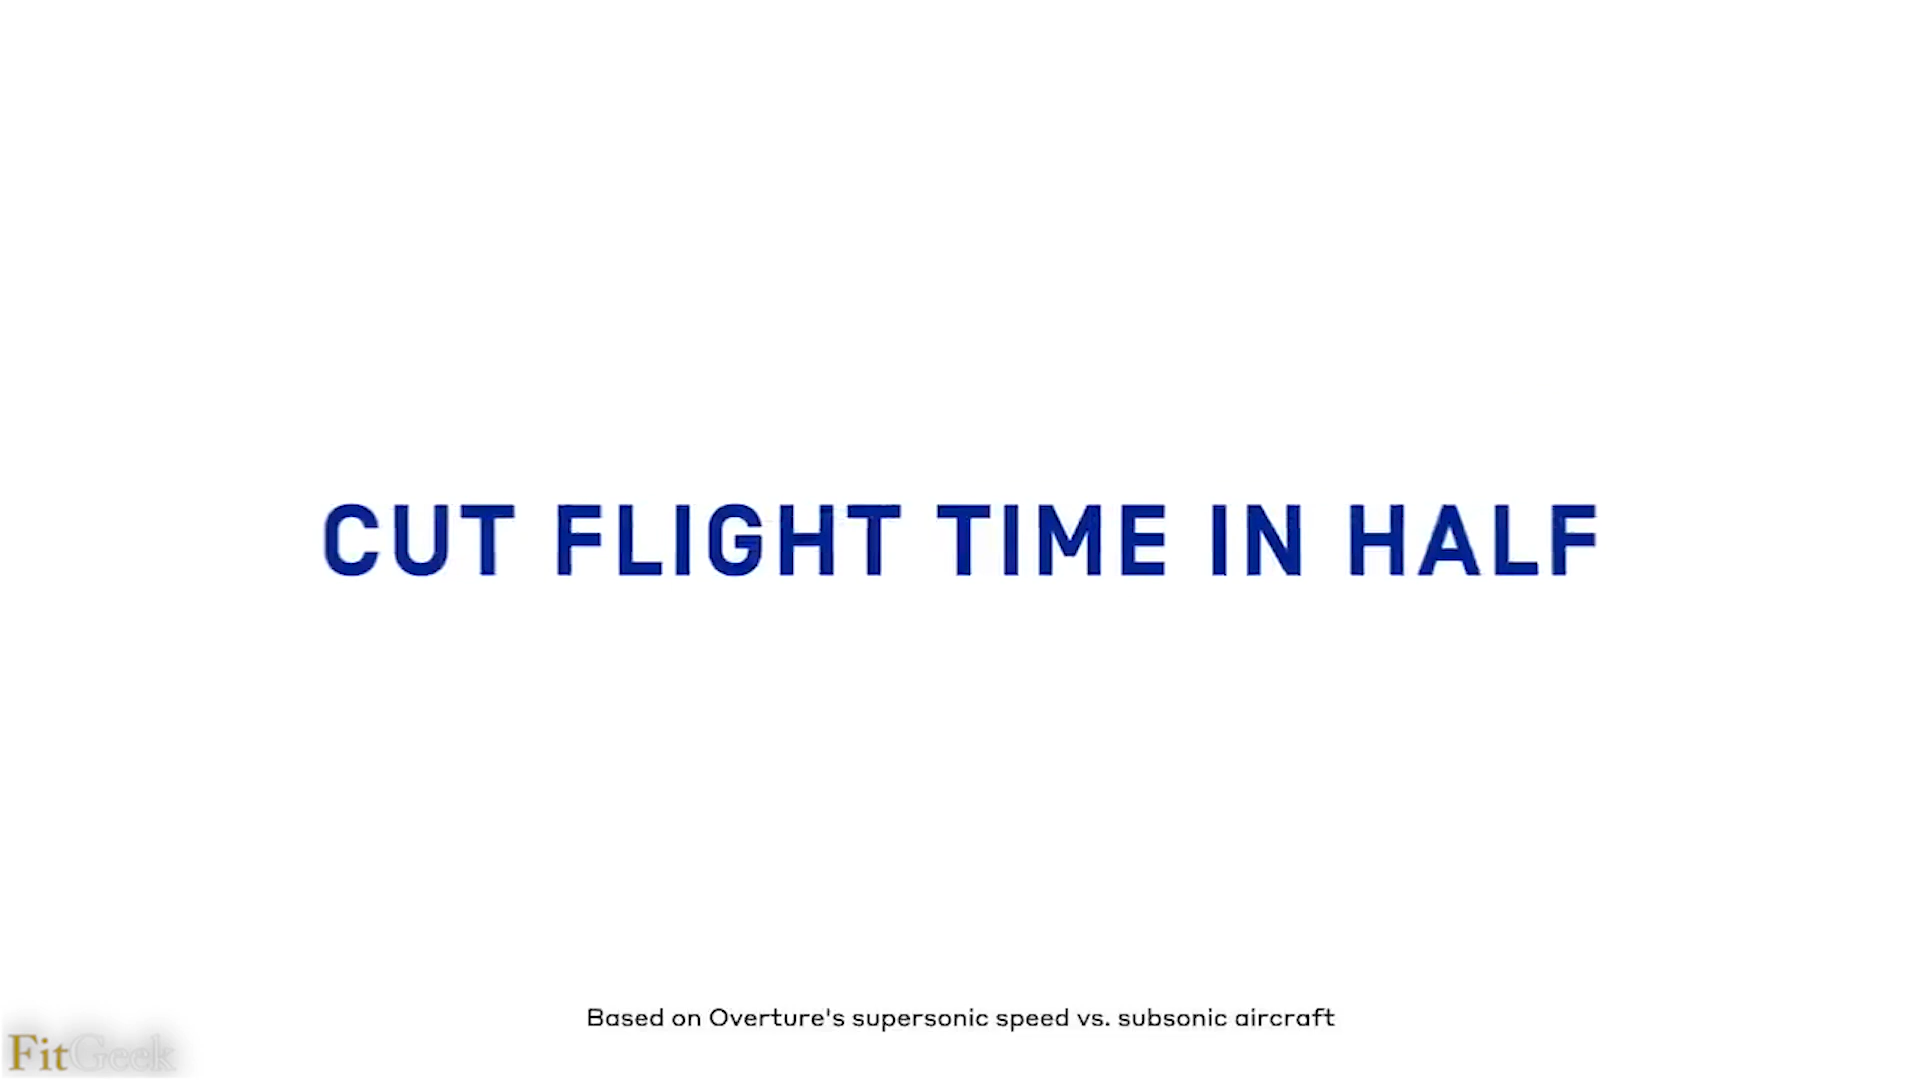 CUT FLIGHT TIME IN HALF
Based on Overture's supersonic speed vs. subsonic aircraft
FitGeek